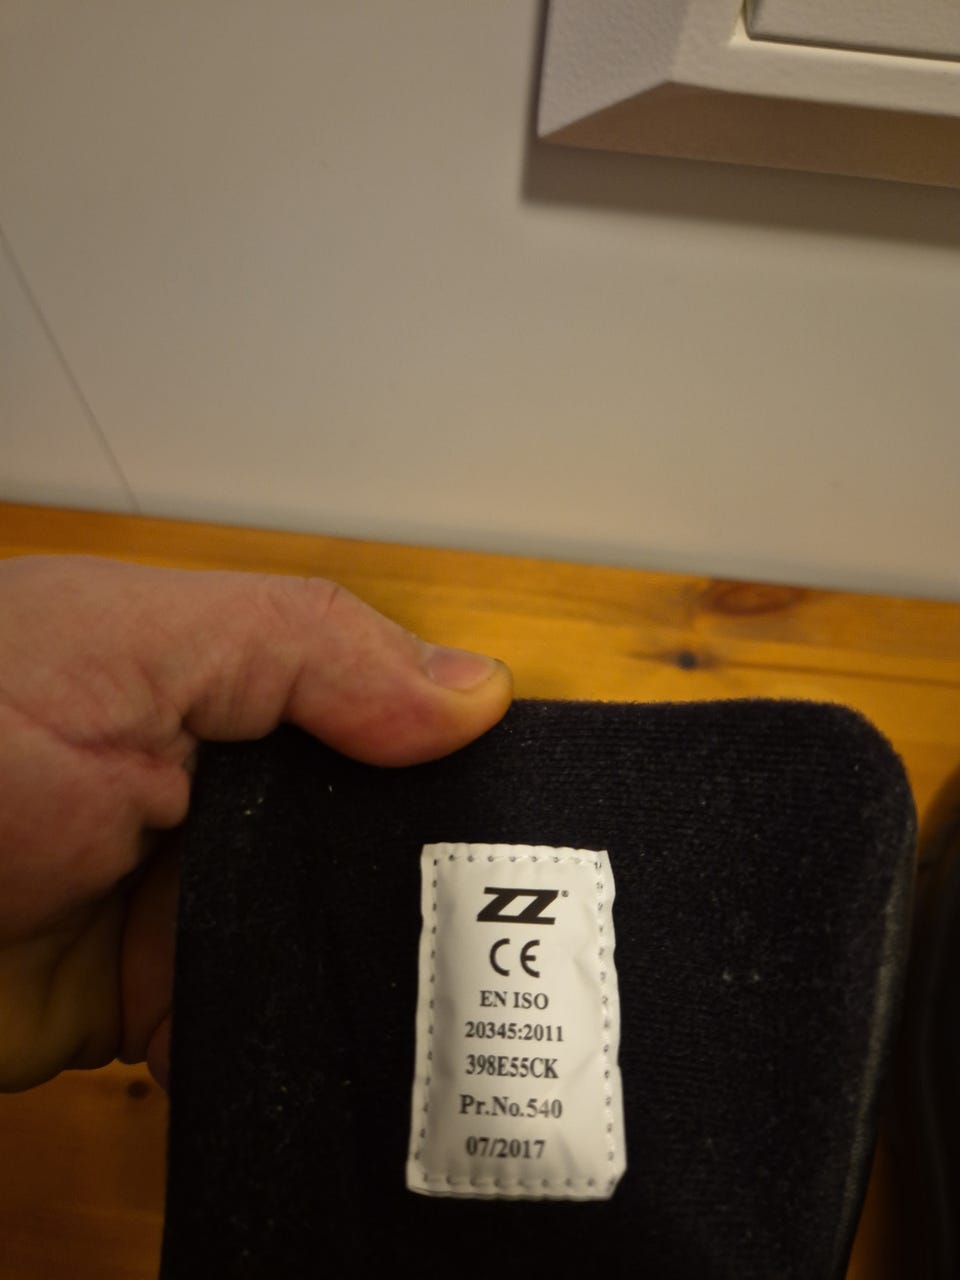 ZZ®
CE
EN ISO
20345:2011
398E55CK
Pr.No.540
07/2017